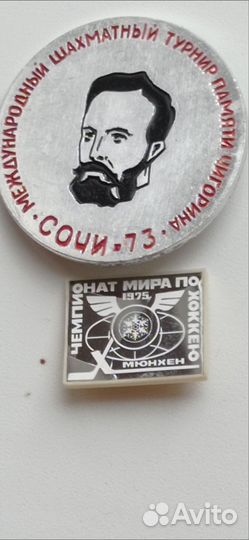 МЕЖДУНАРОДНЫЙ ШАХМАТНЫЙ ТУРНИР ПАМЯТИ ЧИГОРИНА
· СОЧИ · 73 ·
ЧЕМПИОНАТ МИРА ПО ХОККЕЮ
1975
МЮНХЕН
Avito